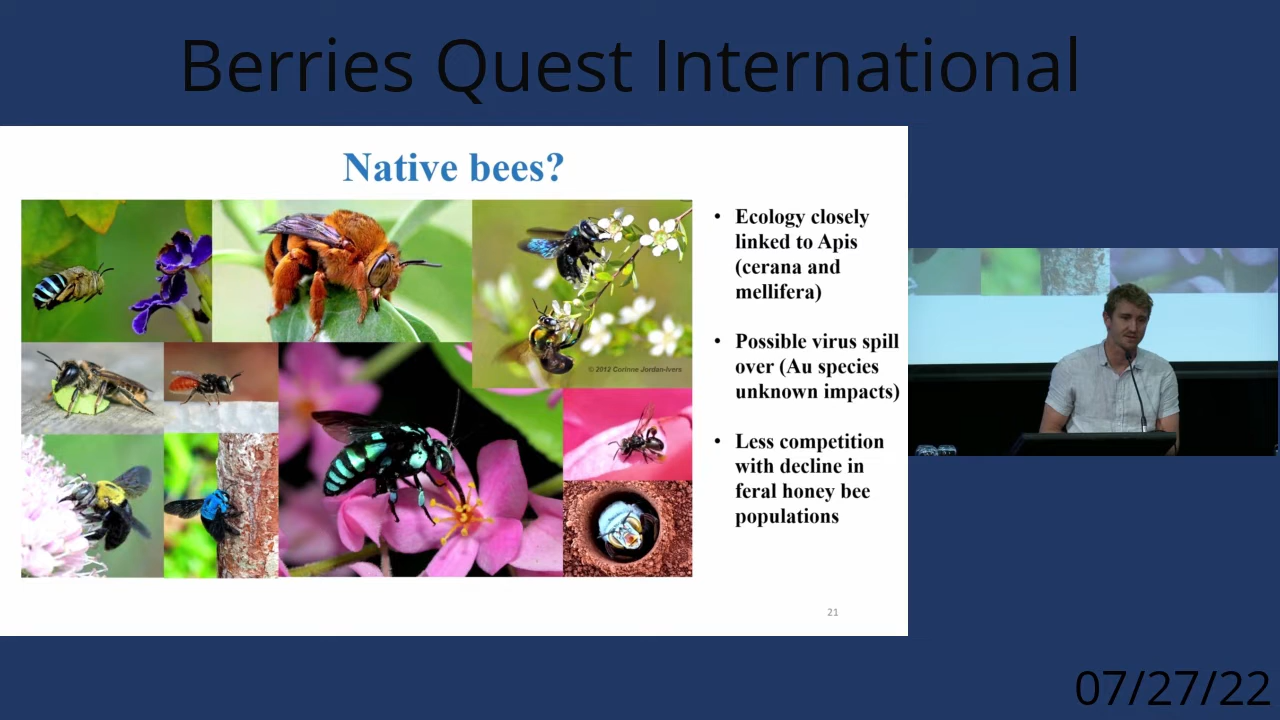 Berries Quest International
Native bees?
© 2012 Corinne Jordan-Ivers
• Ecology closely
linked to Apis
(cerana and
mellifera)
• Possible virus spill
over (Au species
unknown impacts)
• Less competition
with decline in
feral honey bee
populations
21
07/27/22